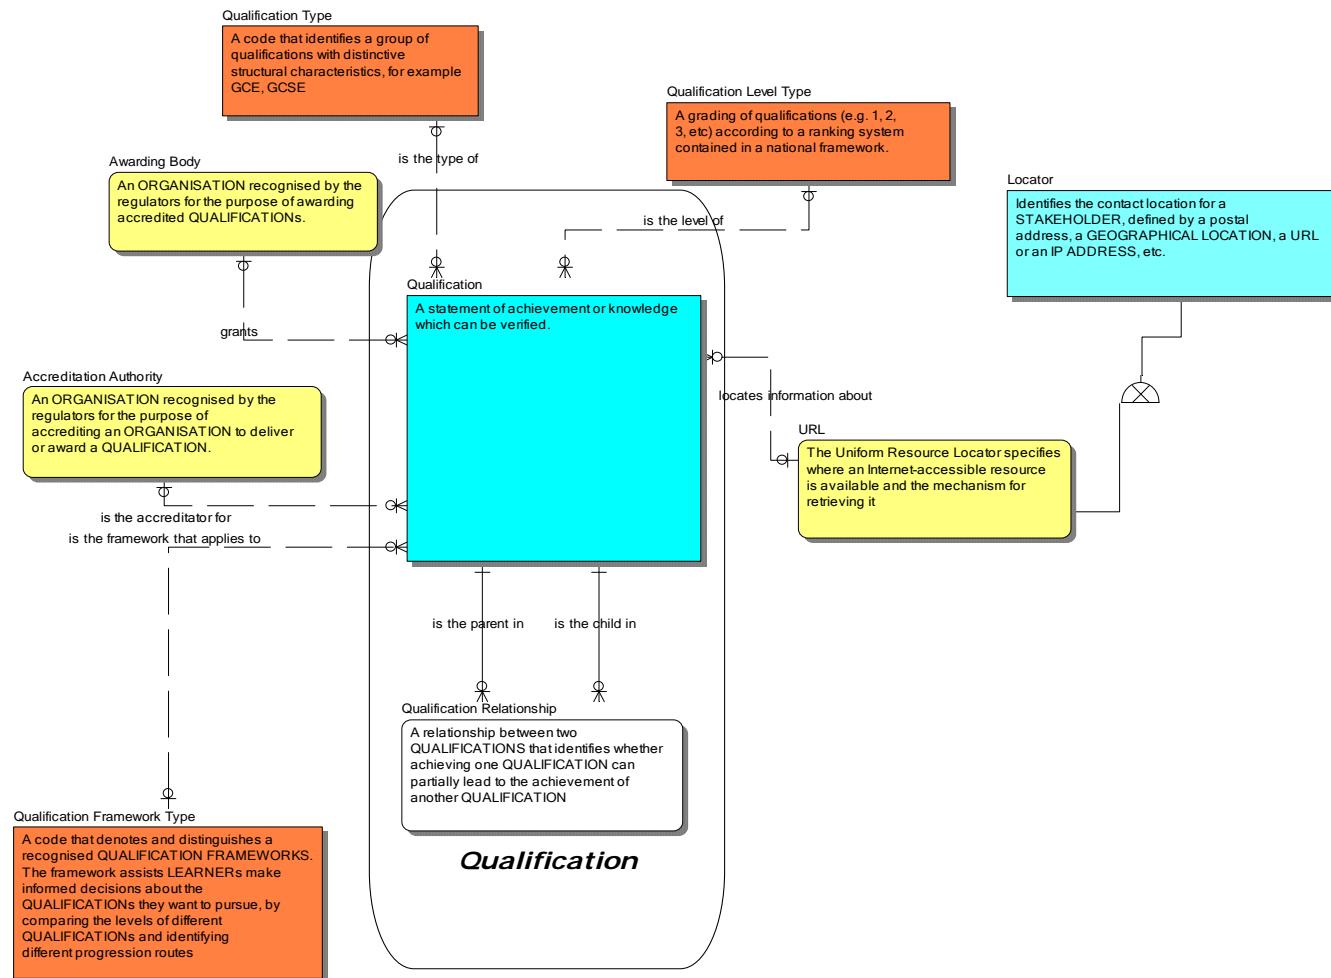 Qualification Type
A code that identifies a group of
qualifications with distinctive
structural characteristics, for example
GCE, GCSE
is the type of
Qualification Level Type
A grading of qualifications (e.g. 1, 2,
3, etc) according to a ranking system
contained in a national framework.
is the level of
Awarding Body
An ORGANISATION recognised by the
regulators for the purpose of awarding
accredited QUALIFICATIONs.
grants
Locator
Identifies the contact location for a
STAKEHOLDER, defined by a postal
address, a GEOGRAPHICAL LOCATION, a URL
or an IP ADDRESS, etc.
Qualification
A statement of achievement or knowledge
which can be verified.
locates information about
Accreditation Authority
An ORGANISATION recognised by the
regulators for the purpose of
accrediting an ORGANISATION to deliver
or award a QUALIFICATION.
is the accreditator for
is the framework that applies to
URL
The Uniform Resource Locator specifies
where an Internet-accessible resource
is available and the mechanism for
retrieving it
is the parent in
is the child in
Qualification Relationship
A relationship between two
QUALIFICATIONS that identifies whether
achieving one QUALIFICATION can
partially lead to the achievement of
another QUALIFICATION
Qualification
Qualification Framework Type
A code that denotes and distinguishes a
recognised QUALIFICATION FRAMEWORKS.
The framework assists LEARNERs make
informed decisions about the
QUALIFICATIONs they want to pursue, by
comparing the levels of different
QUALIFICATIONs and identifying
different progression routes